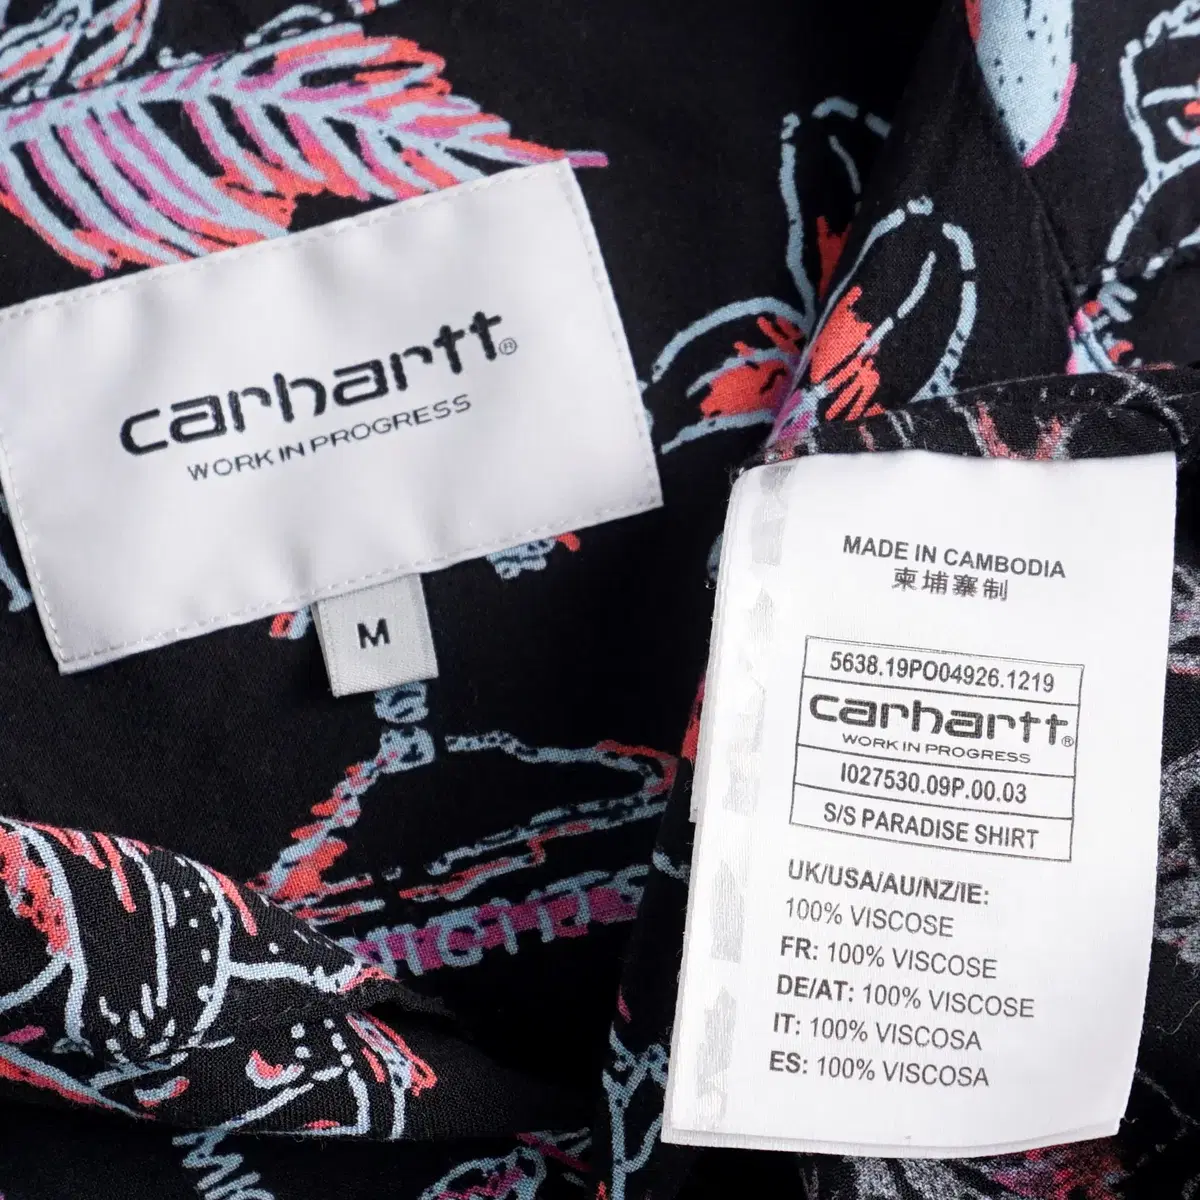 carhartt®
WORK IN PROGRESS
M
MADE IN CAMBODIA
柬埔寨制
5638.19PO04926.1219
carhartt®
WORK IN PROGRESS
I027530.09P.00.03
S/S PARADISE SHIRT
UK/USA/AU/NZ/IE:
100% VISCOSE
FR: 100% VISCOSE
DE/AT: 100% VISCOSE
IT: 100% VISCOSA
ES: 100% VISCOSA